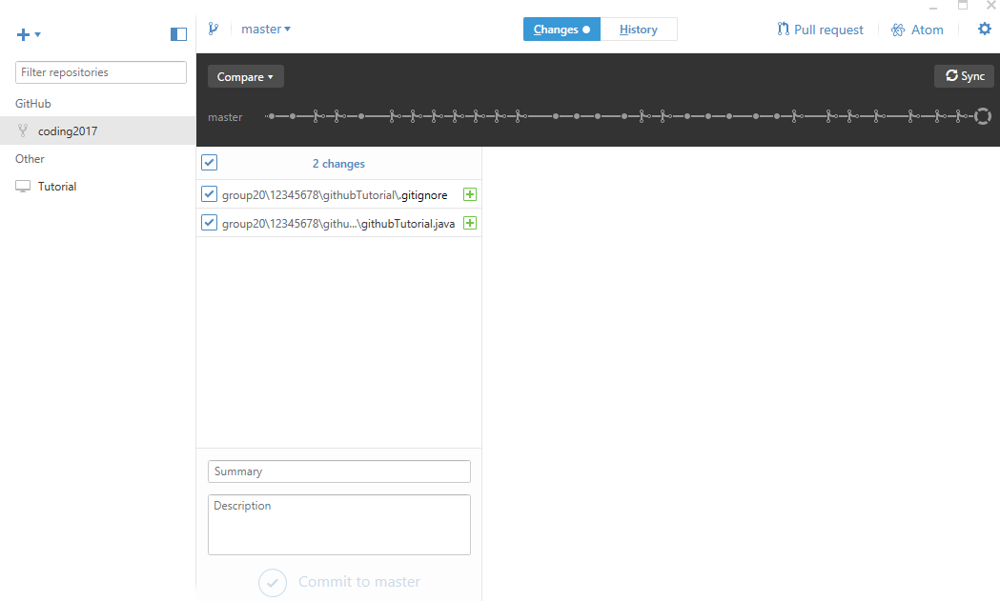 master
Changes
History
Pull request
Atom
Filter repositories
GitHub
coding2017
Other
Tutorial
Compare
Sync
master
2 changes
group20\12345678\githubTutorial\.gitignore
group20\12345678\githu...\githubTutorial.java
Summary
Description
Commit to master